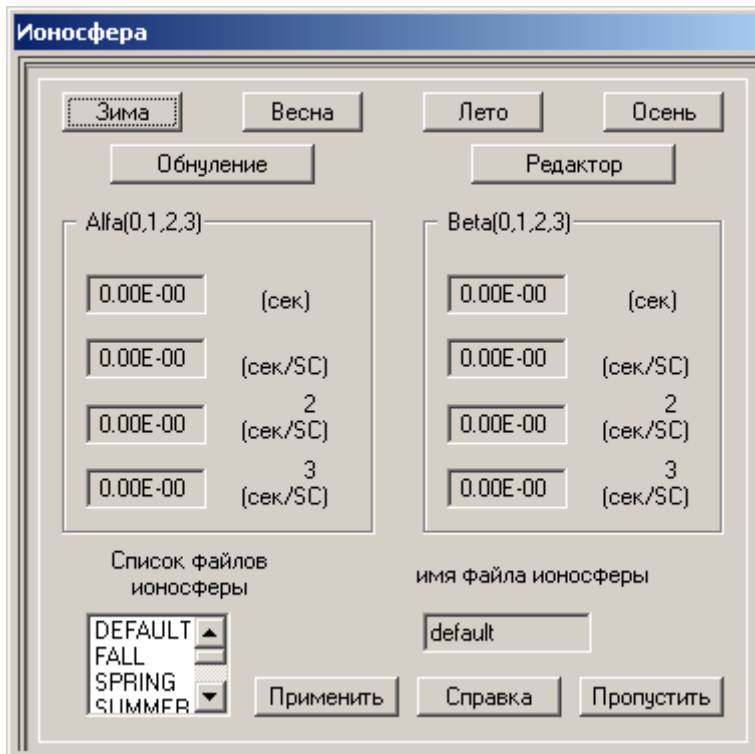 Ионосфера
Зима Весна Лето Осень
Обнуление Редактор
Alfa(0,1,2,3) Beta(0,1,2,3)
0.00E-00 (сек) 0.00E-00 (сек)
0.00E-00 (сек/SC) 0.00E-00 (сек/SC)
2 2
0.00E-00 (сек/SC) 0.00E-00 (сек/SC)
3 3
0.00E-00 (сек/SC) 0.00E-00 (сек/SC)
Список файлов
ионосферы
имя файла ионосферы
DEFAULT
FALL
SPRING
SUMMER
default
Применить Справка Пропустить